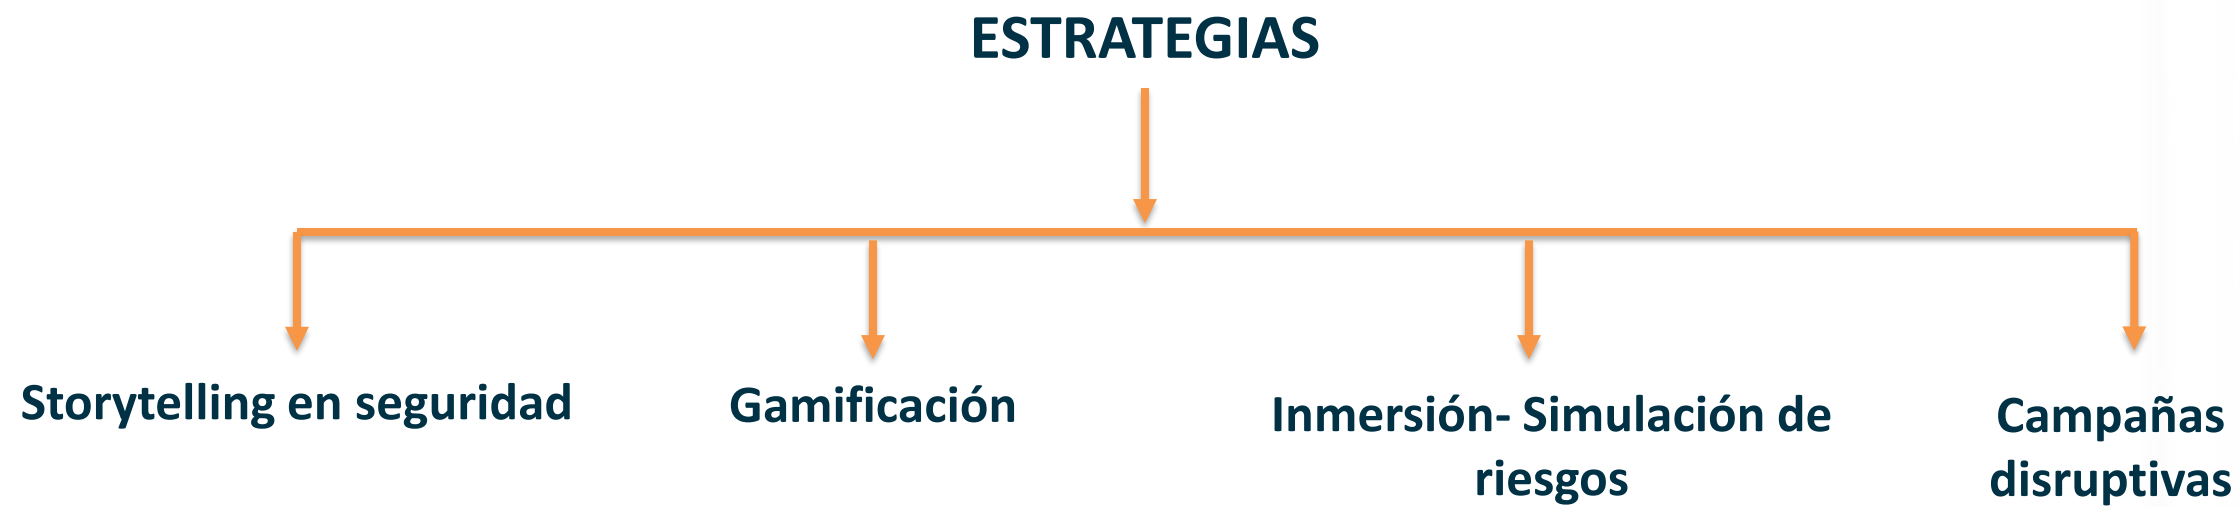 ESTRATEGIAS
Storytelling en seguridad
Gamificación
Inmersión- Simulación de
riesgos
Campañas
disruptivas